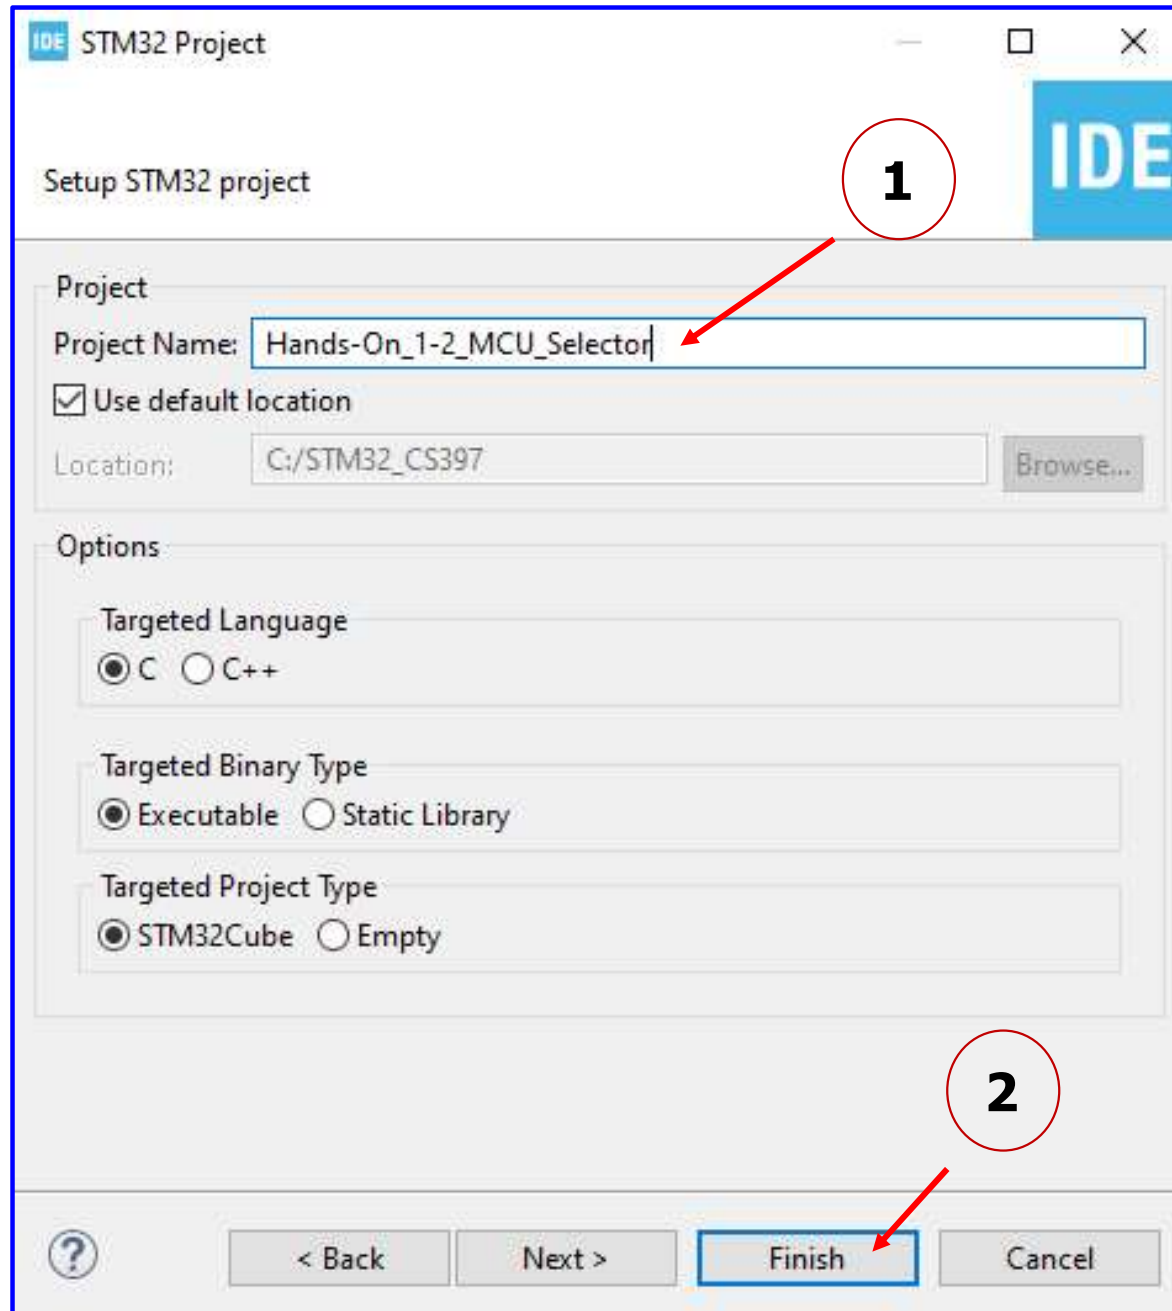 IDE STM32 Project
IDE
1
Setup STM32 project
Project
Project Name: Hands-On_1-2_MCU_Selector
Use default location
Location: C:/STM32_CS397 Browse...
Options
Targeted Language
C C++
Targeted Binary Type
Executable Static Library
Targeted Project Type
STM32Cube Empty
2
? < Back Next > Finish Cancel